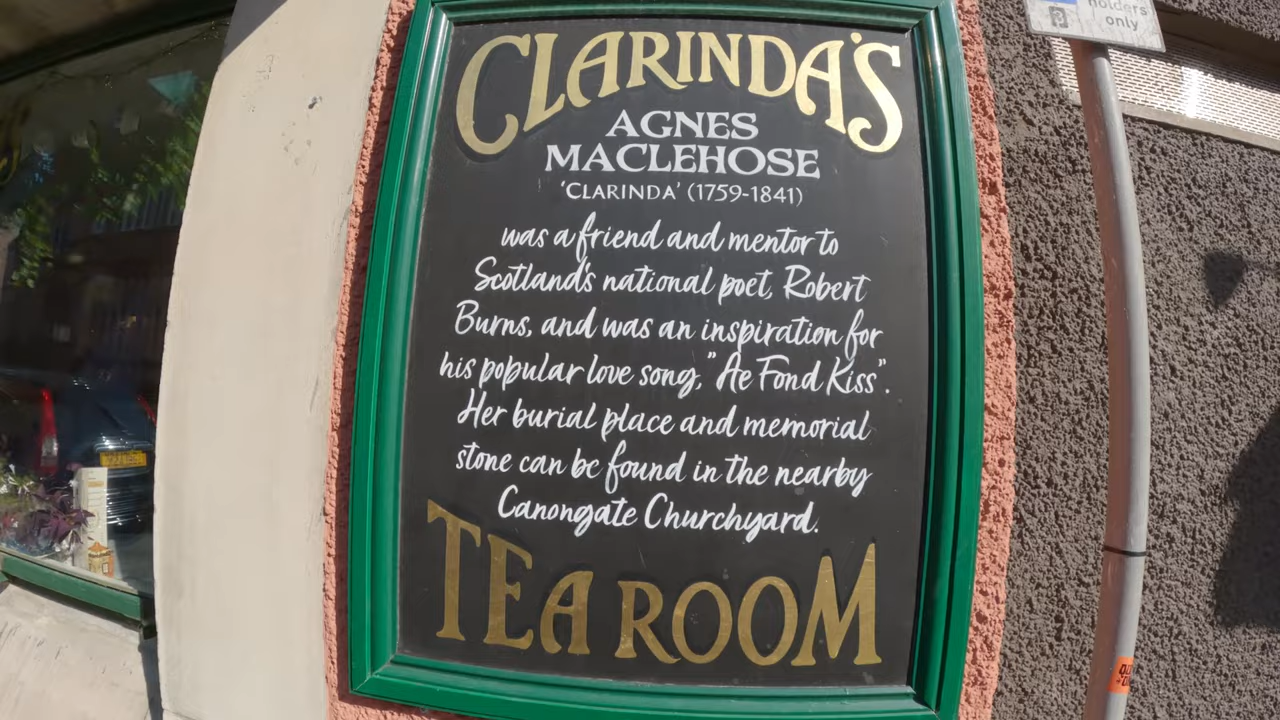 CLARINDA'S
AGNES
MACLEHOSE
'CLARINDA' (1759-1841)
was a friend and mentor to
Scotland's national poet, Robert
Burns, and was an inspiration for
his popular love song, "Ae Fond Kiss".
Her burial place and memorial
stone can be found in the nearby
Canongate Churchyard.
TEA ROOM
holders
only